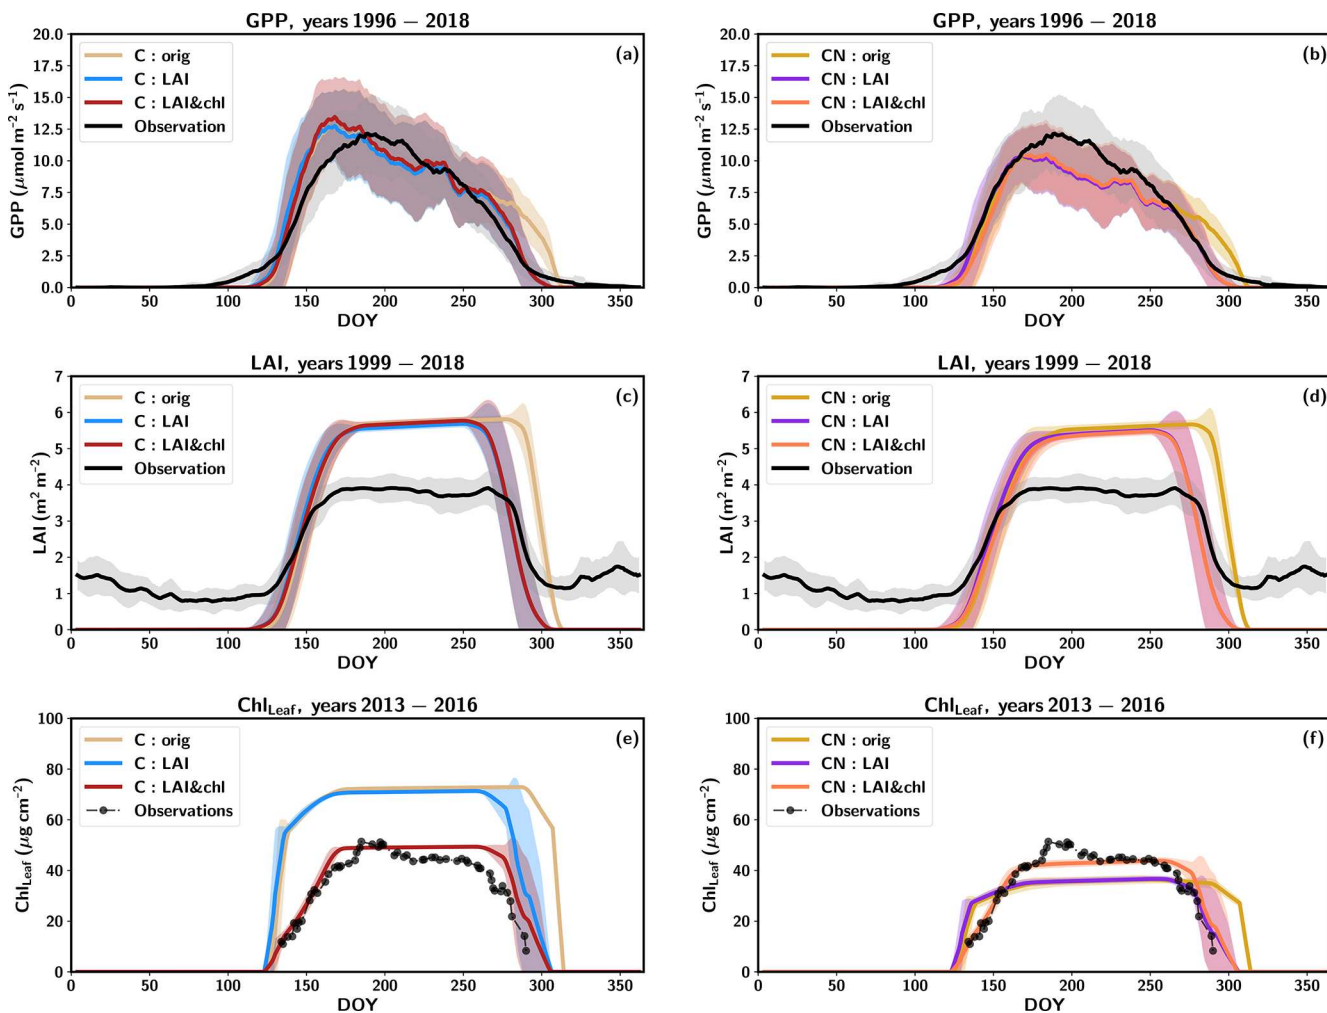 GPP, years 1996 − 2018
20.0
17.5
15.0
12.5
10.0
7.5
5.0
2.5
0.0
GPP (μmol m⁻² s⁻¹)
C : orig
C : LAI
C : LAI&chl
Observation
(a)
0 50 100 150 200 250 300 350
DOY
GPP, years 1996 − 2018
20.0
17.5
15.0
12.5
10.0
7.5
5.0
2.5
0.0
GPP (μmol m⁻² s⁻¹)
CN : orig
CN : LAI
CN : LAI&chl
Observation
(b)
0 50 100 150 200 250 300 350
DOY
LAI, years 1999 − 2018
7
6
5
4
3
2
1
0
LAI (m² m⁻²)
C : orig
C : LAI
C : LAI&chl
Observation
(c)
0 50 100 150 200 250 300 350
DOY
LAI, years 1999 − 2018
7
6
5
4
3
2
1
0
LAI (m² m⁻²)
CN : orig
CN : LAI
CN : LAI&chl
Observation
(d)
0 50 100 150 200 250 300 350
DOY
Chl_Leaf, years 2013 − 2016
100
80
60
40
20
0
Chl_Leaf (μg cm⁻²)
C : orig
C : LAI
C : LAI&chl
Observations
(e)
0 50 100 150 200 250 300 350
DOY
Chl_Leaf, years 2013 − 2016
100
80
60
40
20
0
Chl_Leaf (μg cm⁻²)
CN : orig
CN : LAI
CN : LAI&chl
Observations
(f)
0 50 100 150 200 250 300 350
DOY